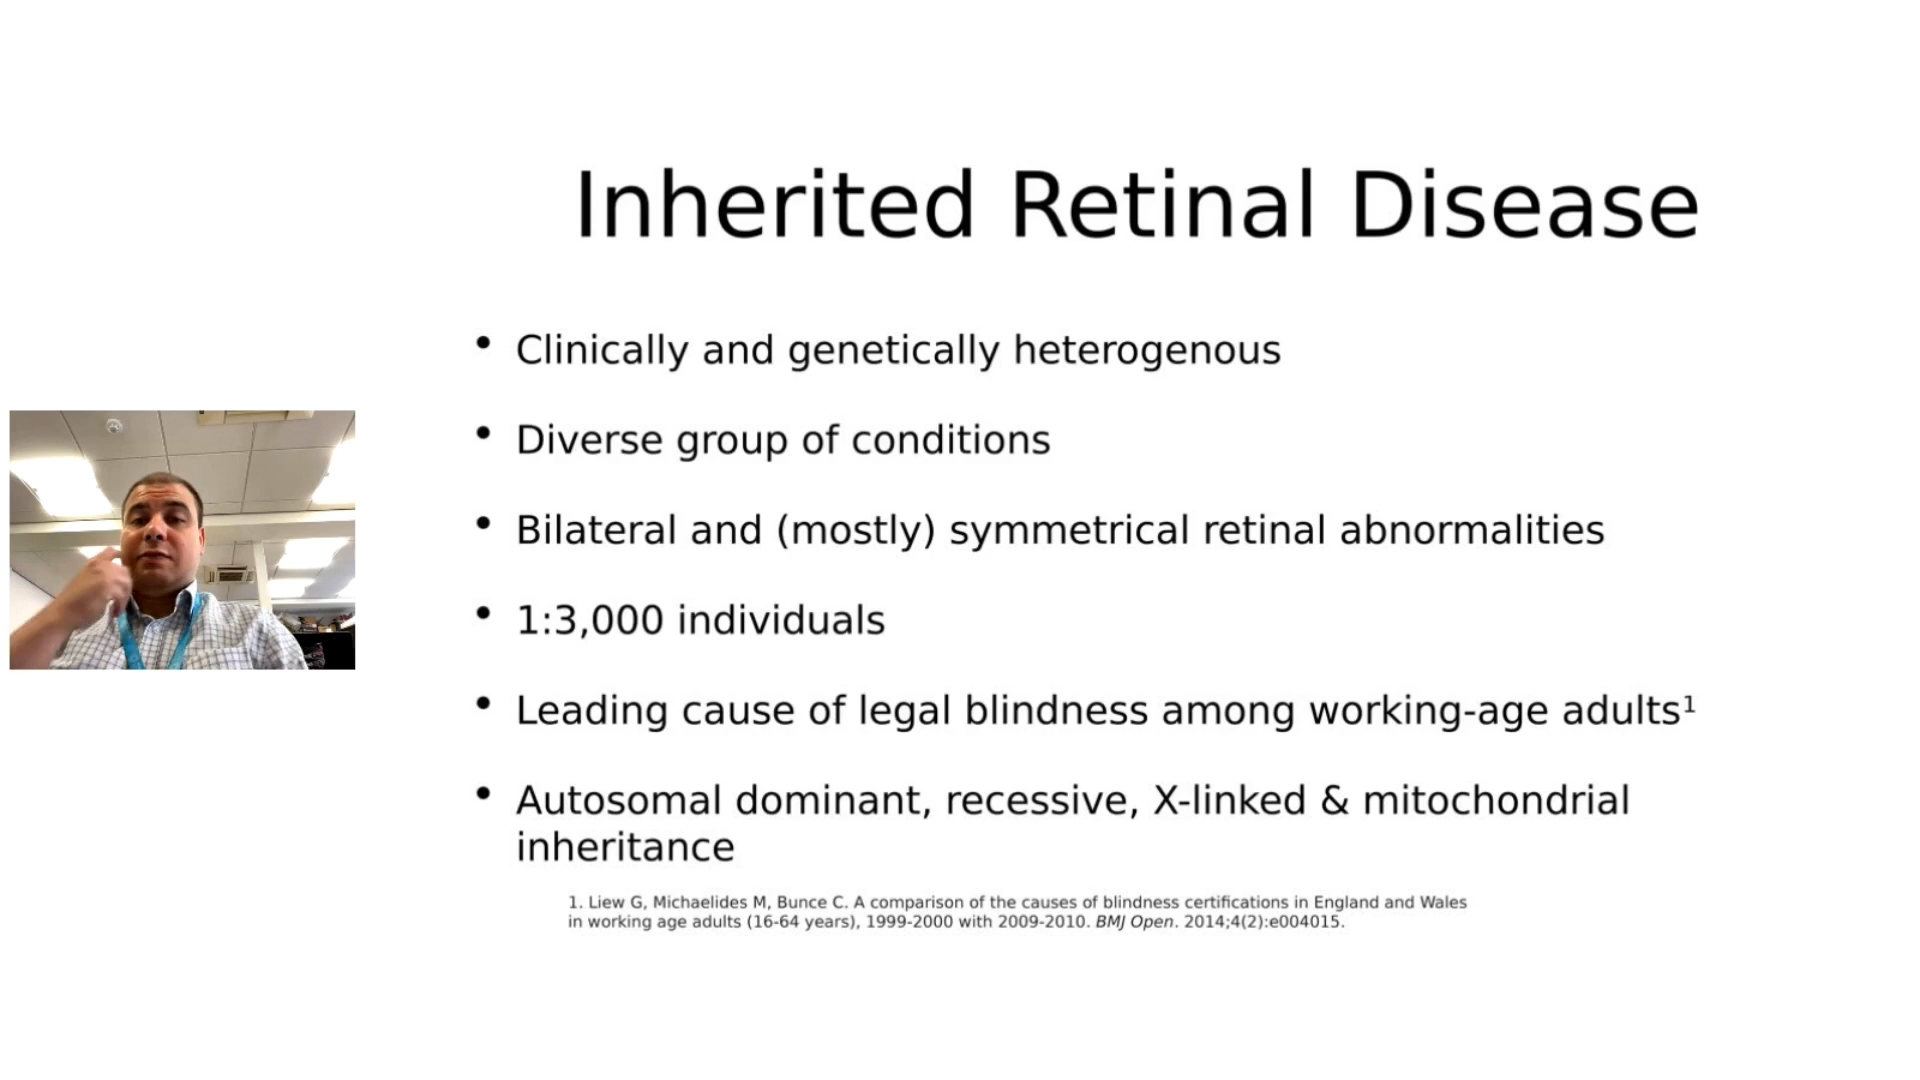 Inherited Retinal Disease
• Clinically and genetically heterogenous
• Diverse group of conditions
• Bilateral and (mostly) symmetrical retinal abnormalities
• 1:3,000 individuals
• Leading cause of legal blindness among working-age adults¹
• Autosomal dominant, recessive, X-linked & mitochondrial
inheritance
1. Liew G, Michaelides M, Bunce C. A comparison of the causes of blindness certifications in England and Wales
in working age adults (16-64 years), 1999-2000 with 2009-2010. BMJ Open. 2014;4(2):e004015.